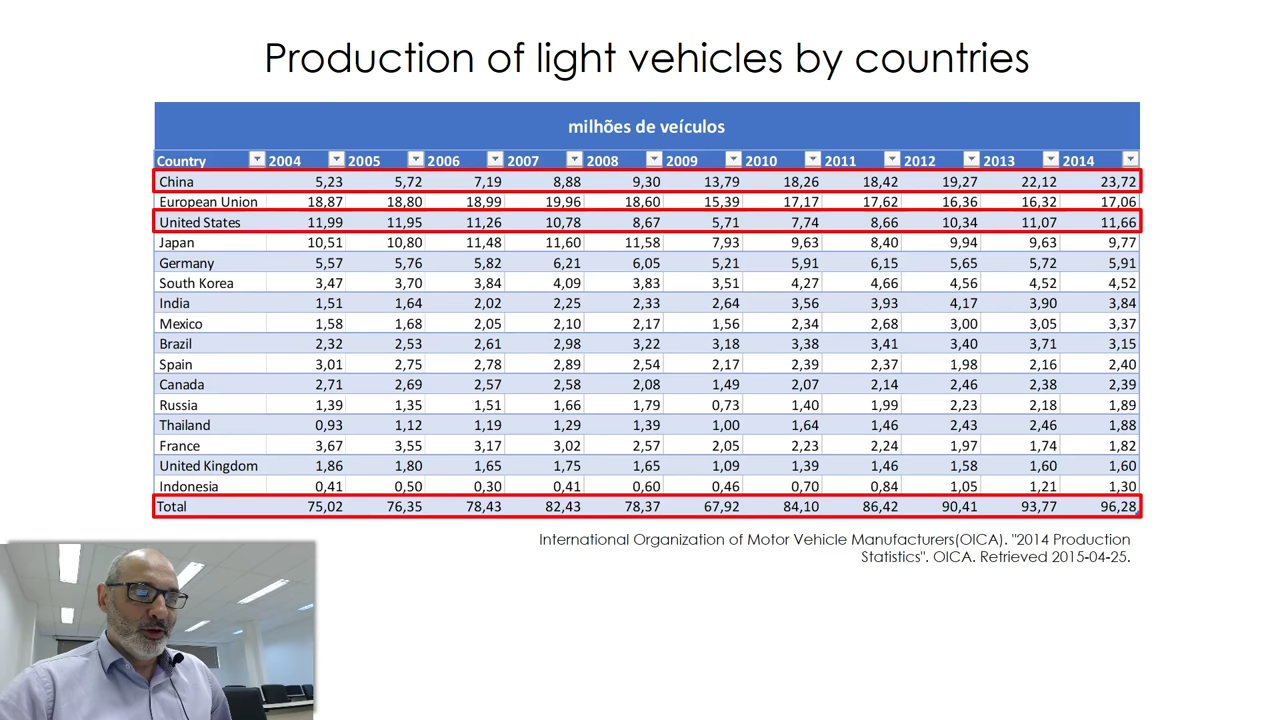 Production of light vehicles by countries
milhões de veículos
Country 2004 2005 2006 2007 2008 2009 2010 2011 2012 2013 2014
China 5,23 5,72 7,19 8,88 9,30 13,79 18,26 18,42 19,27 22,12 23,72
European Union 18,87 18,80 18,99 19,96 18,60 15,39 17,17 17,62 16,36 16,32 17,06
United States 11,99 11,95 11,26 10,78 8,67 5,71 7,74 8,66 10,34 11,07 11,66
Japan 10,51 10,80 11,48 11,60 11,58 7,93 9,63 8,40 9,94 9,63 9,77
Germany 5,57 5,76 5,82 6,21 6,05 5,21 5,91 6,15 5,65 5,72 5,91
South Korea 3,47 3,70 3,84 4,09 3,83 3,51 4,27 4,66 4,56 4,52 4,52
India 1,51 1,64 2,02 2,25 2,33 2,64 3,56 3,93 4,17 3,90 3,84
Mexico 1,58 1,68 2,05 2,10 2,17 1,56 2,34 2,68 3,00 3,05 3,37
Brazil 2,32 2,53 2,61 2,98 3,22 3,18 3,38 3,41 3,40 3,71 3,15
Spain 3,01 2,75 2,78 2,89 2,54 2,17 2,39 2,37 1,98 2,16 2,40
Canada 2,71 2,69 2,57 2,58 2,08 1,49 2,07 2,14 2,46 2,38 2,39
Russia 1,39 1,35 1,51 1,66 1,79 0,73 1,40 1,99 2,23 2,18 1,89
Thailand 0,93 1,12 1,19 1,29 1,39 1,00 1,64 1,46 2,43 2,46 1,88
France 3,67 3,55 3,17 3,02 2,57 2,05 2,23 2,24 1,97 1,74 1,82
United Kingdom 1,86 1,80 1,65 1,75 1,65 1,09 1,39 1,46 1,58 1,60 1,60
Indonesia 0,41 0,50 0,30 0,41 0,60 0,46 0,70 0,84 1,05 1,21 1,30
Total 75,02 76,35 78,43 82,43 78,37 67,92 84,10 86,42 90,41 93,77 96,28
International Organization of Motor Vehicle Manufacturers(OICA). "2014 Production
Statistics". OICA. Retrieved 2015-04-25.